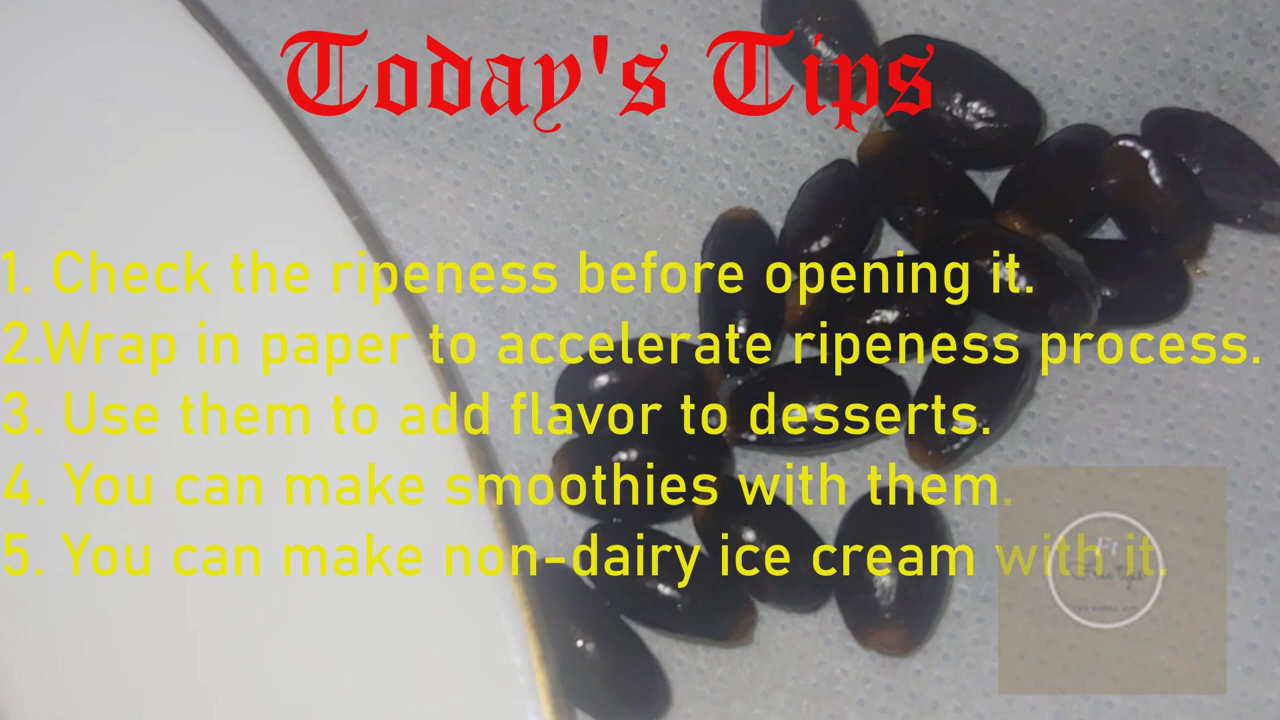 Today's Tips
1. Check the ripeness before opening it.
2.Wrap in paper to accelerate ripeness process.
3. Use them to add flavor to desserts.
4. You can make smoothies with them.
5. You can make non-dairy ice cream with it.